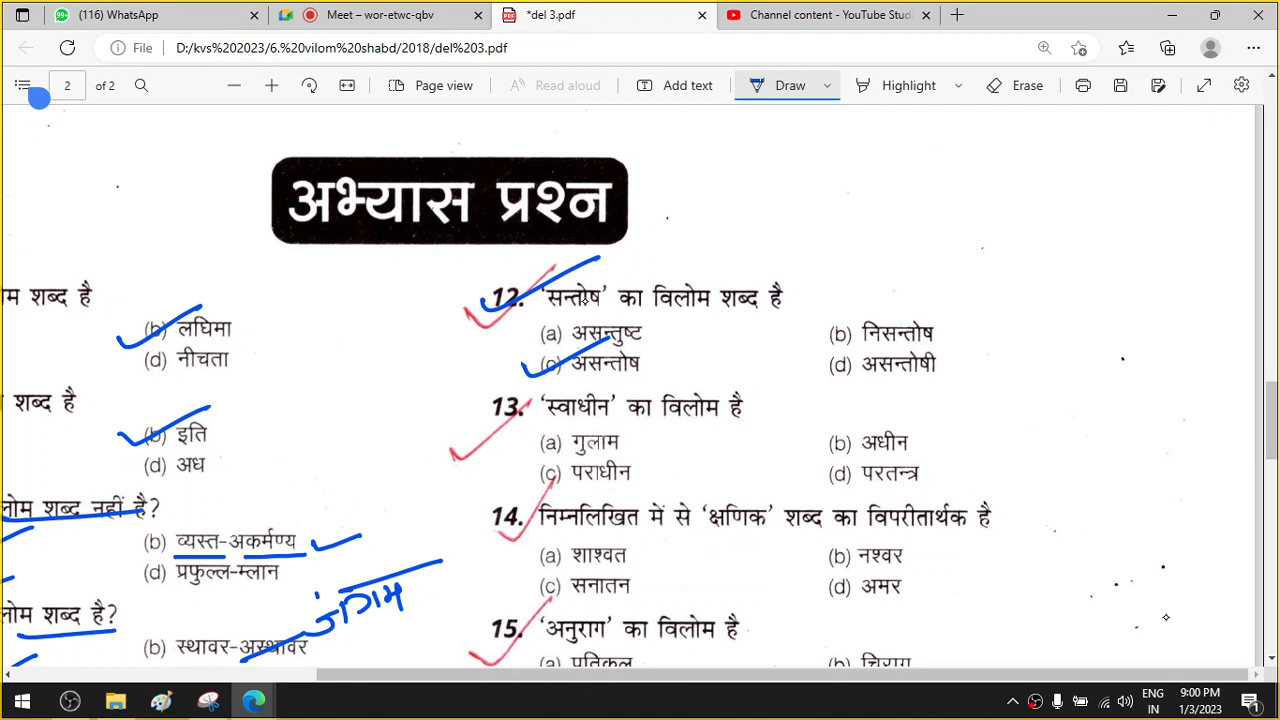 (116) WhatsApp
Meet – wor-etwc-qbv
*del 3.pdf
Channel content - YouTube Studi
File
D:/kvs%202023/6.%20vilom%20shabd/2018/del%203.pdf
2
of 2
Page view
Read aloud
Add text
Draw
Highlight
Erase
अभ्यास प्रश्न
म शब्द है
(b) लघिमा
(d) नीचता
शब्द है
(b) इति
(d) अध
लोम शब्द नहीं है?
(b) व्यस्त-अकर्मण्य
(d) प्रफुल्ल-म्लान
लोम शब्द है?
(b) स्थावर-अस्थावर
जंगम
12. 'सन्तोष' का विलोम शब्द है
(a) असन्तुष्ट
(b) निसन्तोष
(c) असन्तोष
(d) असन्तोषी
13. 'स्वाधीन' का विलोम है
(a) गुलाम
(b) अधीन
(c) पराधीन
(d) परतन्त्र
14. निम्नलिखित में से 'क्षणिक' शब्द का विपरीतार्थक है
(a) शाश्वत
(b) नश्वर
(c) सनातन
(d) अमर
15. 'अनुराग' का विलोम है
(a) प्रतिकूल
(b) चिराग
ENG
IN
9:00 PM
1/3/2023